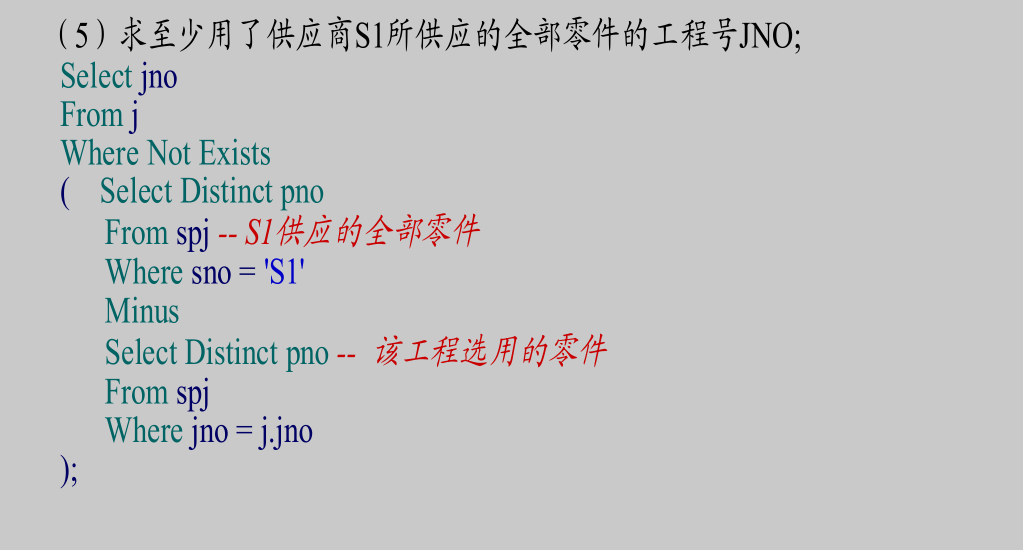 （5）求至少用了供应商S1所供应的全部零件的工程号JNO;
Select jno
From j
Where Not Exists
( Select Distinct pno
From spj -- S1供应的全部零件
Where sno = 'S1'
Minus
Select Distinct pno -- 该工程选用的零件
From spj
Where jno = j.jno
);